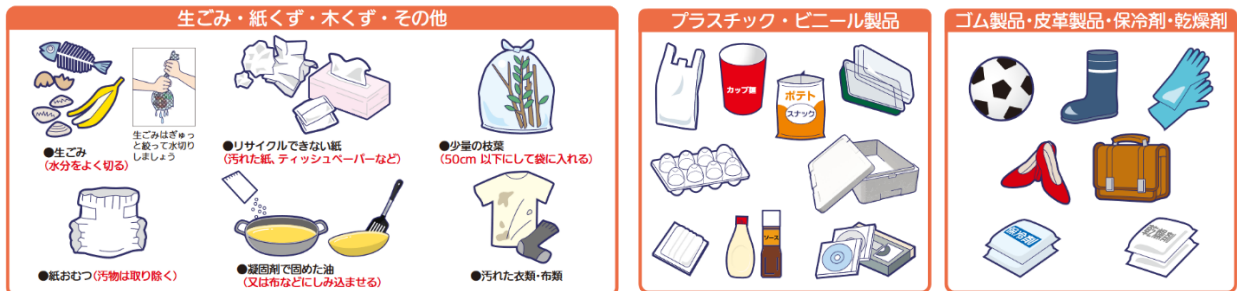 生ごみ・紙くず・木くず・その他
生ごみはぎゅっ
と絞って水切り
しましょう
●生ごみ
(水分をよく切る)
●リサイクルできない紙
(汚れた紙、ティッシュペーパーなど)
●少量の枝葉
(50cm 以下にして袋に入れる)
●紙おむつ(汚物は取り除く)
●凝固剤で固めた油
(又は布などにしみ込ませる)
●汚れた衣類・布類
プラスチック・ビニール製品
カップ麺
ポテト
スナック
ソース
ゴム製品・皮革製品・保冷剤・乾燥剤
保冷剤
乾燥剤